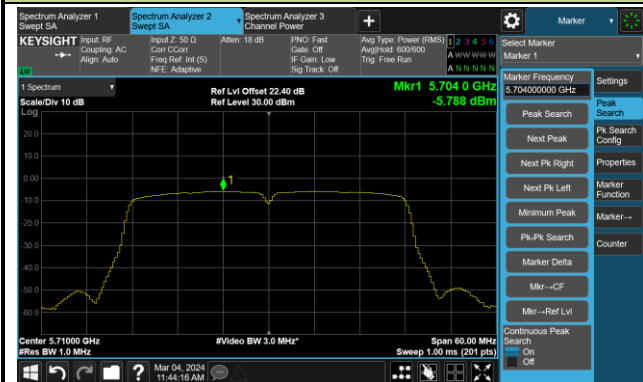 Spectrum Analyzer 1
Swept SA
Spectrum Analyzer 2
Swept SA
Spectrum Analyzer 3
Channel Power
+
Marker
KEYSIGHT
Input: RF
Coupling: AC
Align: Auto
Input Z: 50 Ω
Corr CCorr
Freq Ref: Int (S)
NFE: Adaptive
Atten: 18 dB
PNO: Fast
Gate: Off
IF Gain: Low
Sig Track: Off
Avg Type: Power (RMS)
Avg|Hold: 600/600
Trig: Free Run
1 2 3 4 5 6
A W W W W W
A N N N N N
LW
Select Marker
Marker 1
1 Spectrum
Scale/Div 10 dB
Ref Lvl Offset 22.40 dB
Ref Level 30.00 dBm
Mkr1 5.704 0 GHz
-5.788 dBm
Log
20.0
10.0
0.00
-10.0
-20.0
-30.0
-40.0
-50.0
-60.0
1
Center 5.71000 GHz
#Res BW 1.0 MHz
#Video BW 3.0 MHz*
Span 60.00 MHz
Sweep 1.00 ms (201 pts)
Marker Frequency
5.704000000 GHz
Peak Search
Next Peak
Next Pk Right
Next Pk Left
Minimum Peak
Pk-Pk Search
Marker Delta
Mkr→CF
Mkr→Ref Lvl
Continuous Peak
Search
On
Off
Settings
Peak
Search
Pk Search
Config
Properties
Marker
Function
Marker→
Counter
?
Mar 04, 2024
11:44:16 AM